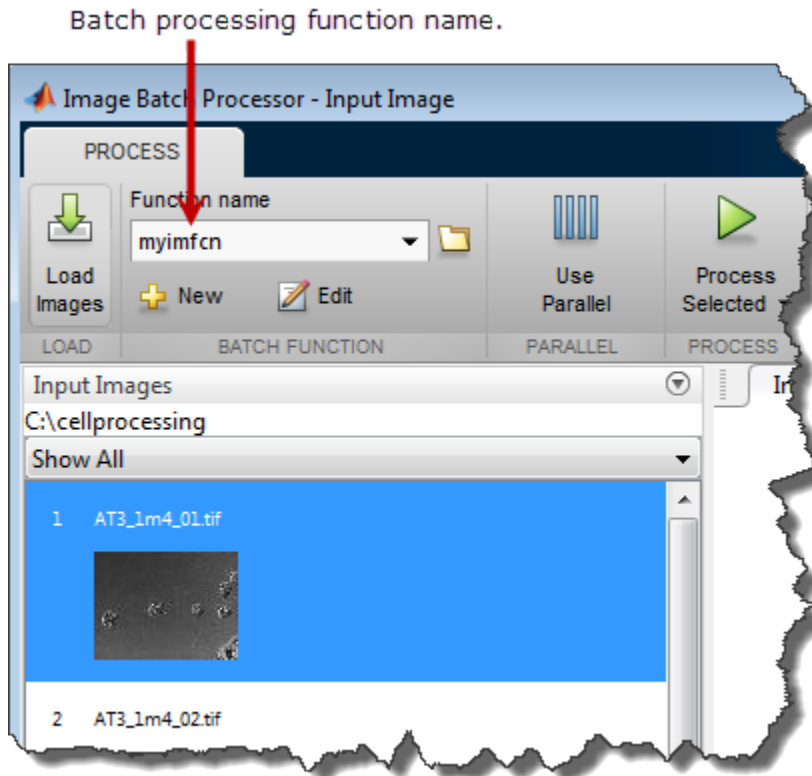 Batch processing function name.
Image Batch Processor - Input Image
PROCESS
Function name
myimfcn
Load
Images
New
Edit
Use
Parallel
Process
Selected
LOAD
BATCH FUNCTION
PARALLEL
PROCESS
Input Images
In
C:\cellprocessing
Show All
1 AT3_1m4_01.tif
2 AT3_1m4_02.tif